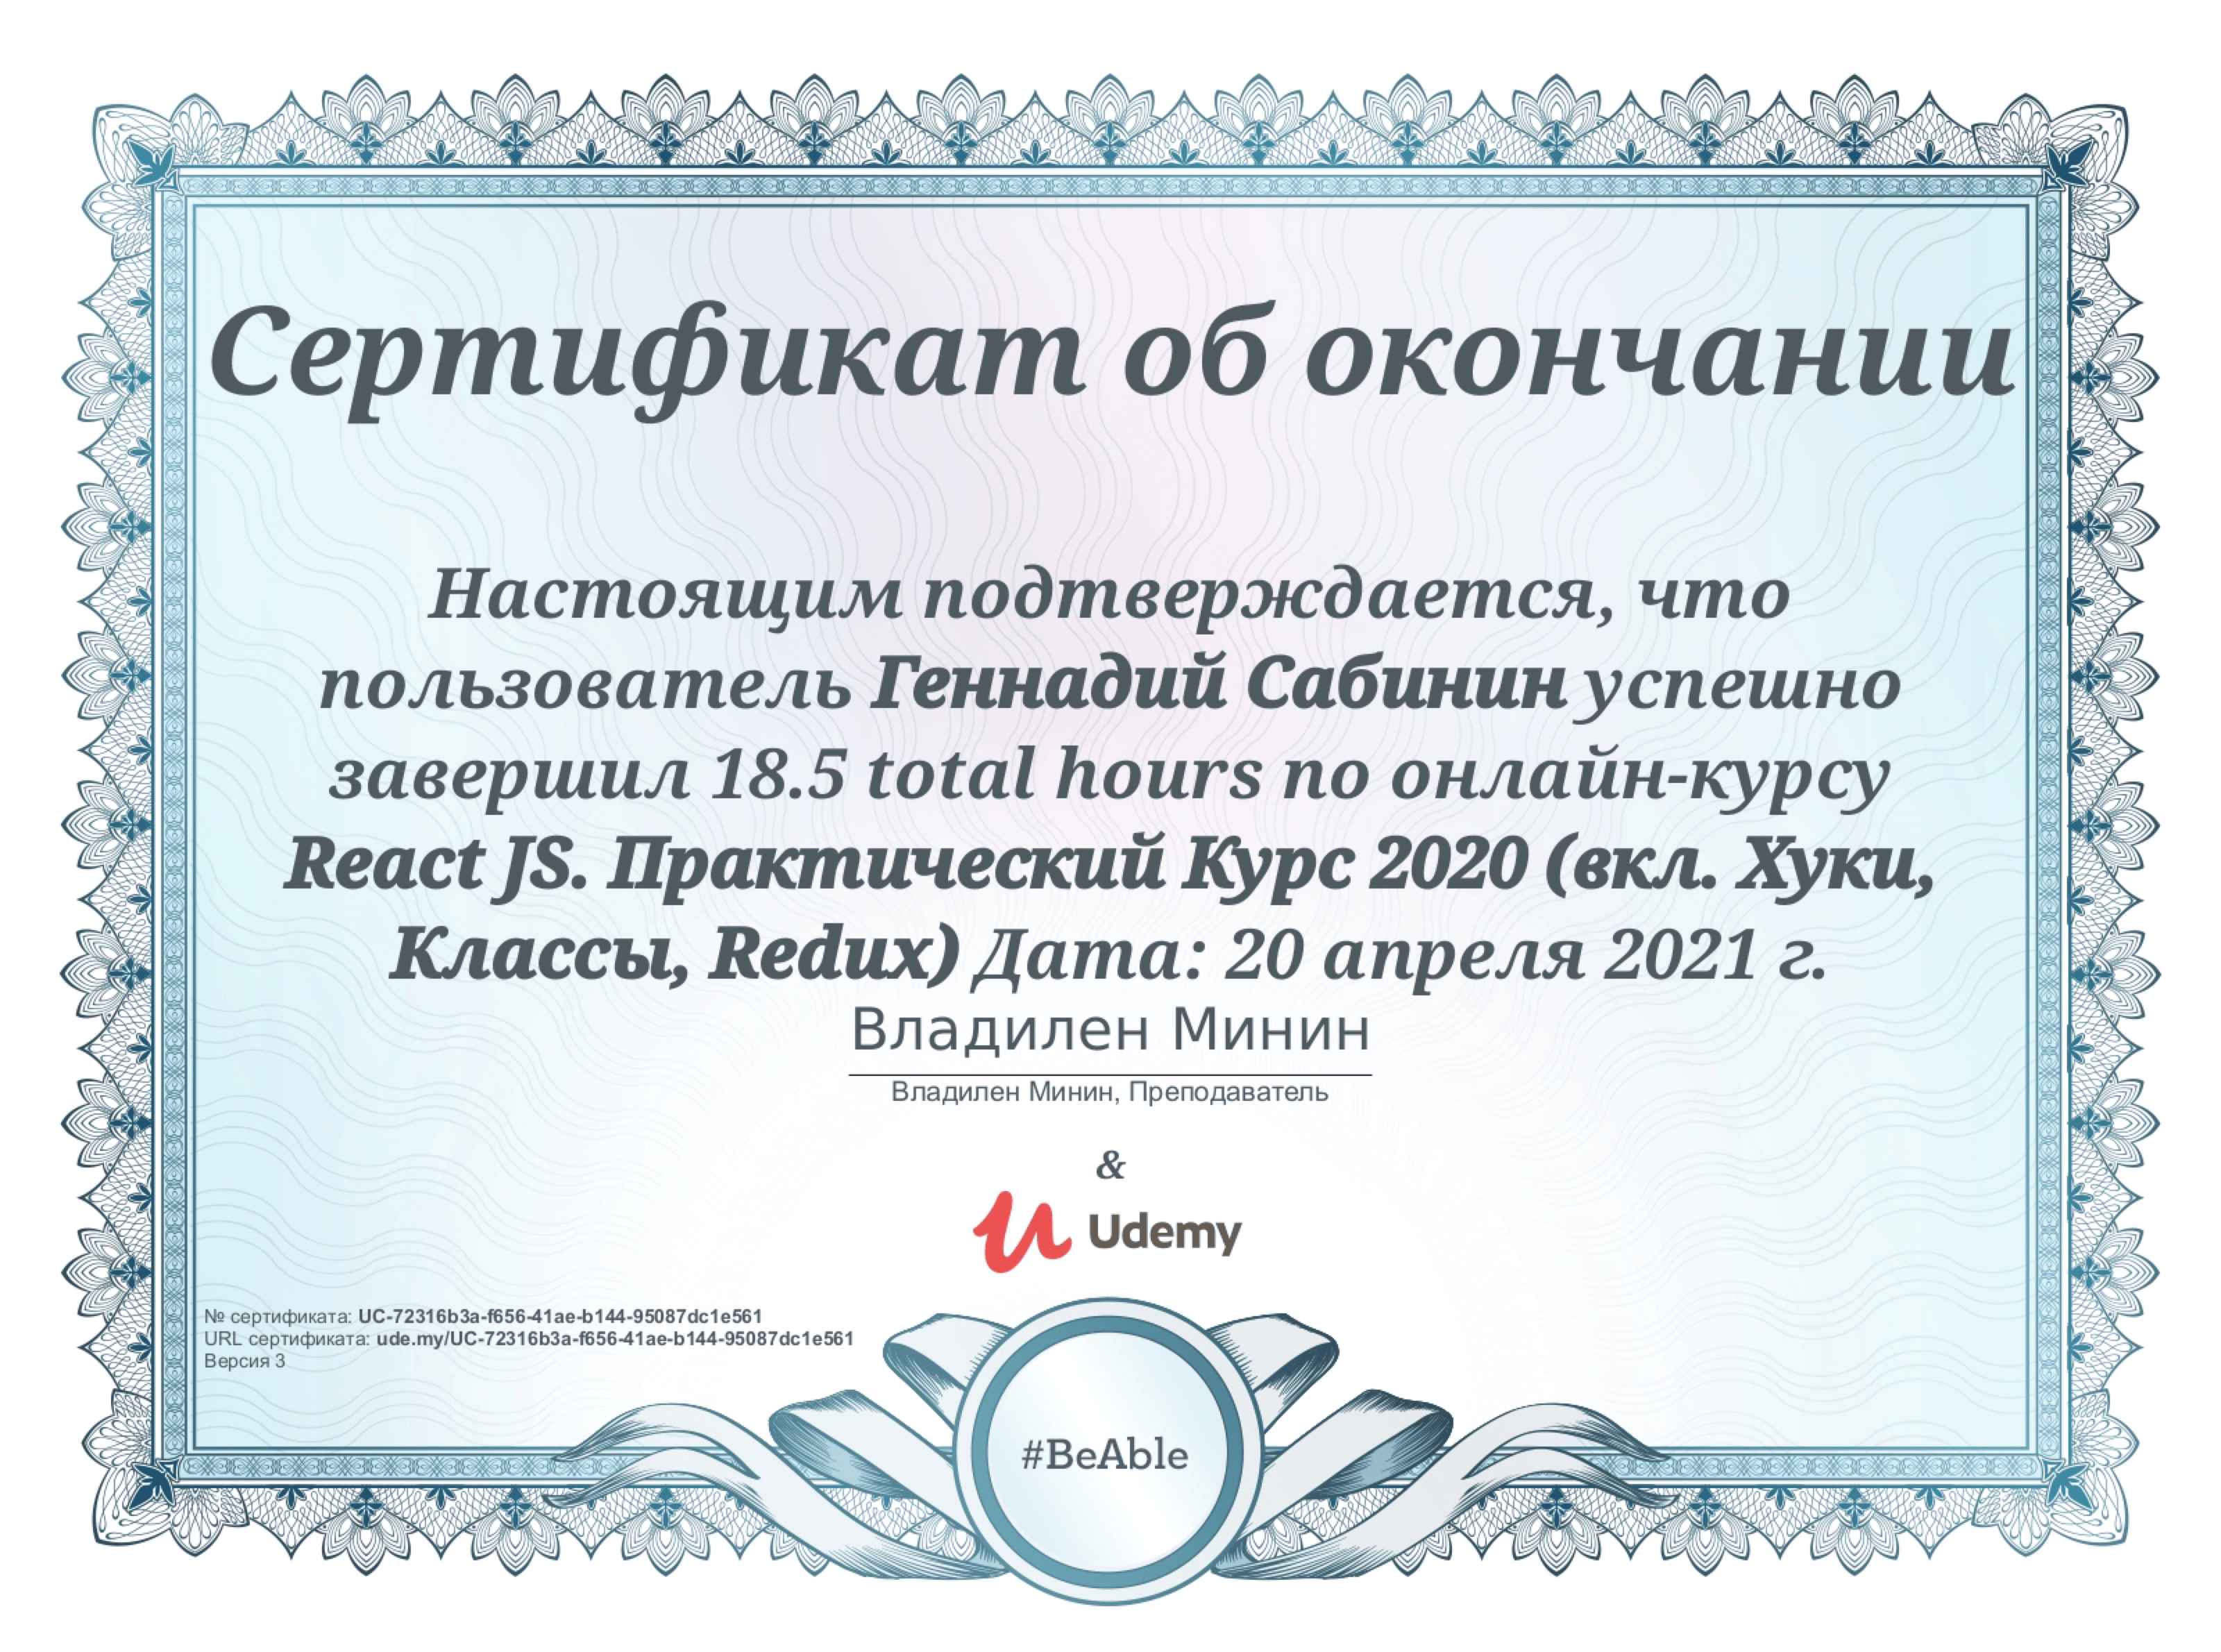 Сертификат об окончании
Настоящим подтверждается, что
пользователь Геннадий Сабинин успешно
завершил 18.5 total hours по онлайн-курсу
React JS. Практический Курс 2020 (вкл. Хуки,
Классы, Redux) Дата: 20 апреля 2021 г.
Владилен Минин
Владилен Минин, Преподаватель
&
Udemy
№ сертификата: UC-72316b3a-f656-41ae-b144-95087dc1e561
URL сертификата: ude.my/UC-72316b3a-f656-41ae-b144-95087dc1e561
Версия 3
#BeAble